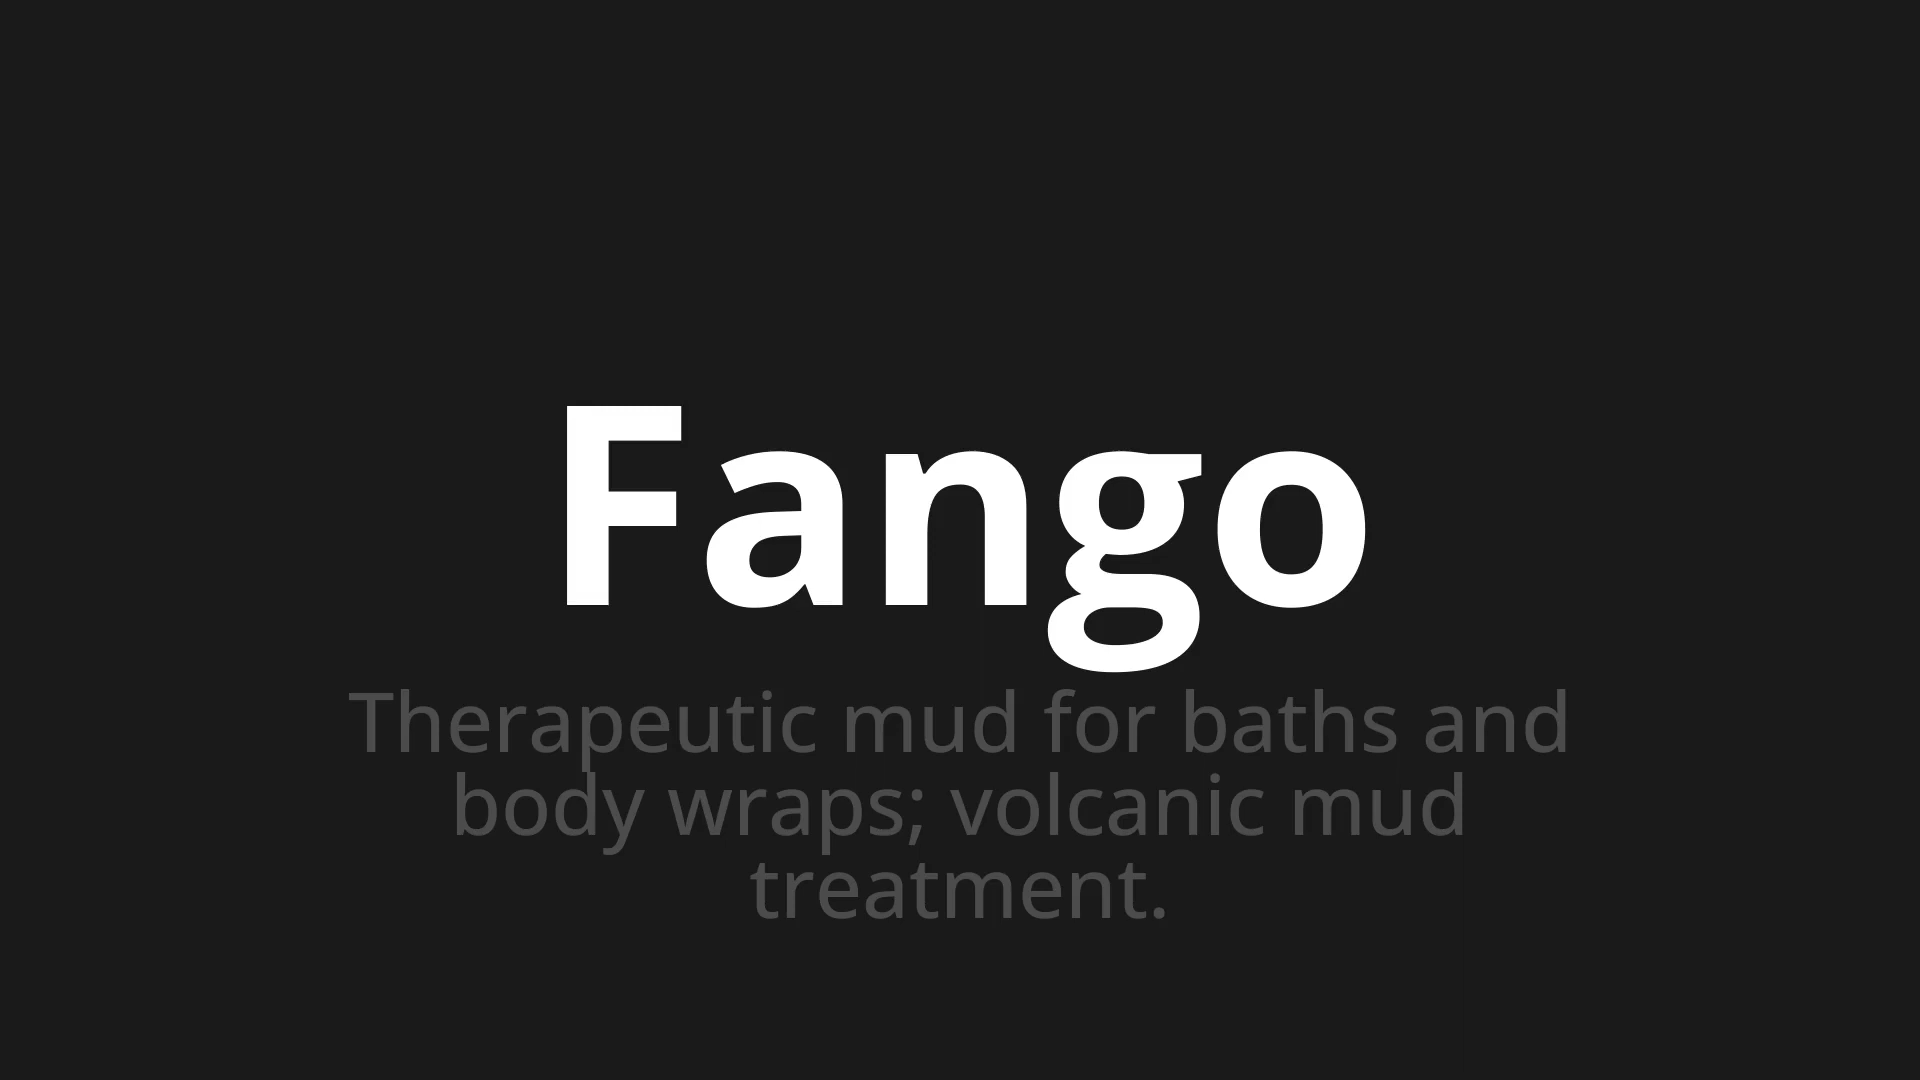 Fango
Therapeutic mud for baths and
body wraps; volcanic mud
treatment.